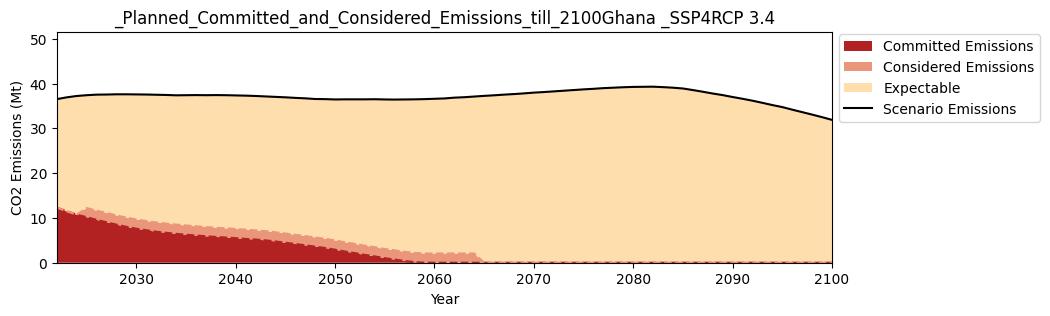 _Planned_Committed_and_Considered_Emissions_till_2100Ghana _SSP4RCP 3.4
50
40
30
20
10
0
CO2 Emissions (Mt)
2030
2040
2050
2060
2070
2080
2090
2100
Year
Committed Emissions
Considered Emissions
Expectable
Scenario Emissions